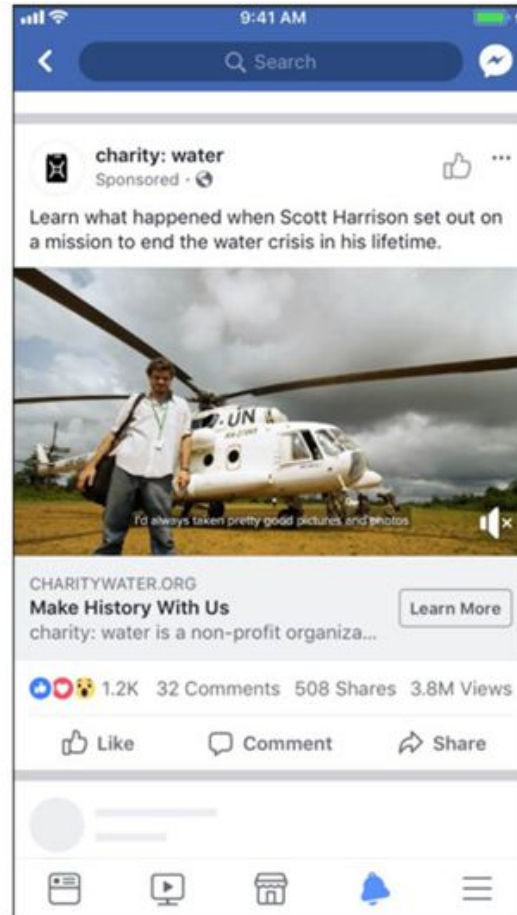 9:41 AM
Search
charity: water
Sponsored ·
Learn what happened when Scott Harrison set out on
a mission to end the water crisis in his lifetime.
UN
I'd always taken pretty good pictures and photos
CHARITYWATER.ORG
Make History With Us
Learn More
charity: water is a non-profit organiza...
1.2K 32 Comments 508 Shares 3.8M Views
Like Comment Share